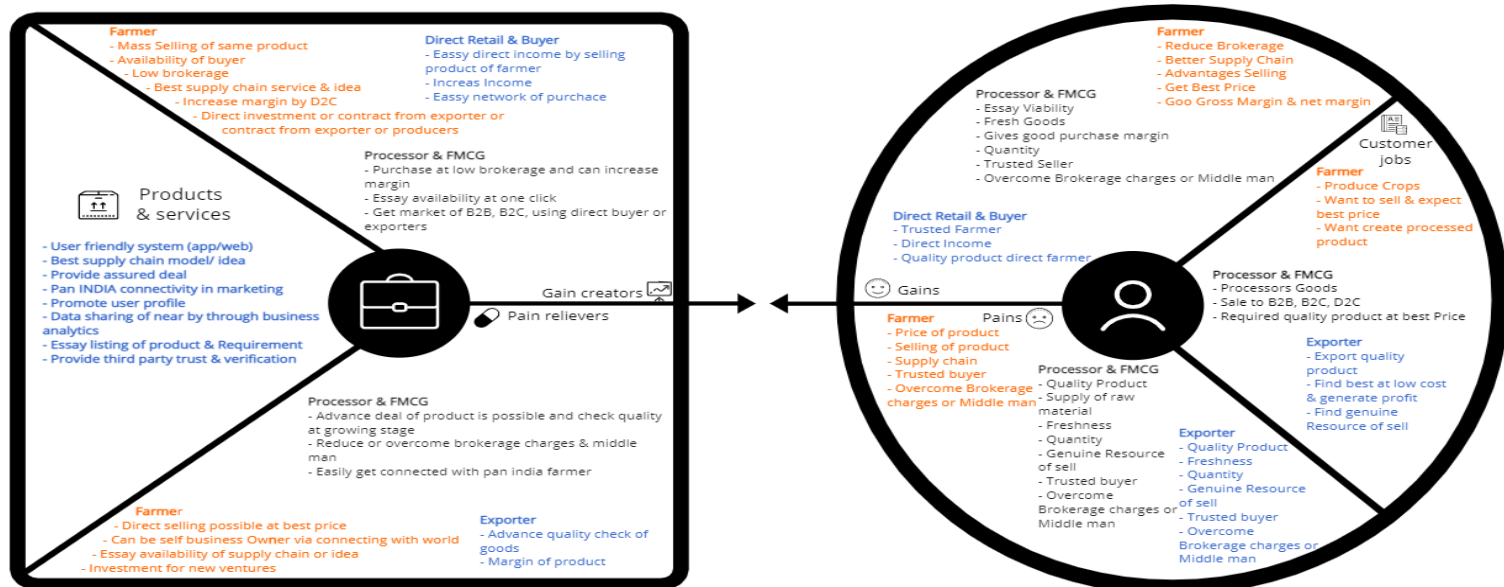 Farmer
- Mass Selling of same product
- Availability of buyer
- Low brokerage
- Best supply chain service & idea
- Increase margin by D2C
- Direct investment or contract from exporter or
contract from exporter or producers
Direct Retail & Buyer
- Eassy direct income by selling
product of farmer
- Increas Income
- Eassy network of purchace
Processor & FMCG
- Purchase at low brokerage and can increase
margin
- Essay availability at one click
- Get market of B2B, B2C, using direct buyer or
exporters
Products
& services
- User friendly system (app/web)
- Best supply chain model/ idea
- Provide assured deal
- Pan INDIA connectivity in marketing
- Promote user profile
- Data sharing of near by through business
analytics
- Essay listing of product & Requirement
- Provide third party trust & verification
Gain creators
Pain relievers
Processor & FMCG
- Advance deal of product is possible and check quality
at growing stage
- Reduce or overcome brokerage charges & middle
man
- Easily get connected with pan india farmer
Farmer
- Direct selling possible at best price
- Can be self business Owner via connecting with world
- Essay availability of supply chain or idea
- Investment for new ventures
Exporter
- Advance quality check of
goods
- Margin of product
Farmer
- Reduce Brokerage
- Better Supply Chain
- Advantages Selling
- Get Best Price
- Goo Gross Margin & net margin
Processor & FMCG
- Essay Viability
- Fresh Goods
- Gives good purchase margin
- Quantity
- Trusted Seller
- Overcome Brokerage charges or Middle man
Direct Retail & Buyer
- Trusted Farmer
- Direct Income
- Quality product direct farmer
Gains
Customer
jobs
Farmer
- Produce Crops
- Want to sell & expect
best price
- Want create processed
product
Processor & FMCG
- Processors Goods
- Sale to B2B, B2C, D2C
- Required quality product at best Price
Exporter
- Export quality
product
- Find best at low cost
& generate profit
- Find genuine
Resource of sell
Pains
Farmer
- Price of product
- Selling of product
- Supply chain
- Trusted buyer
- Overcome Brokerage
charges or Middle man
Processor & FMCG
- Quality Product
- Supply of raw
material
- Freshness
- Quantity
- Genuine Resource
of sell
- Trusted buyer
- Overcome
Brokerage charges or
Middle man
Exporter
- Quality Product
- Freshness
- Quantity
- Genuine Resource
of sell
- Trusted buyer
- Overcome
Brokerage charges or
Middle man